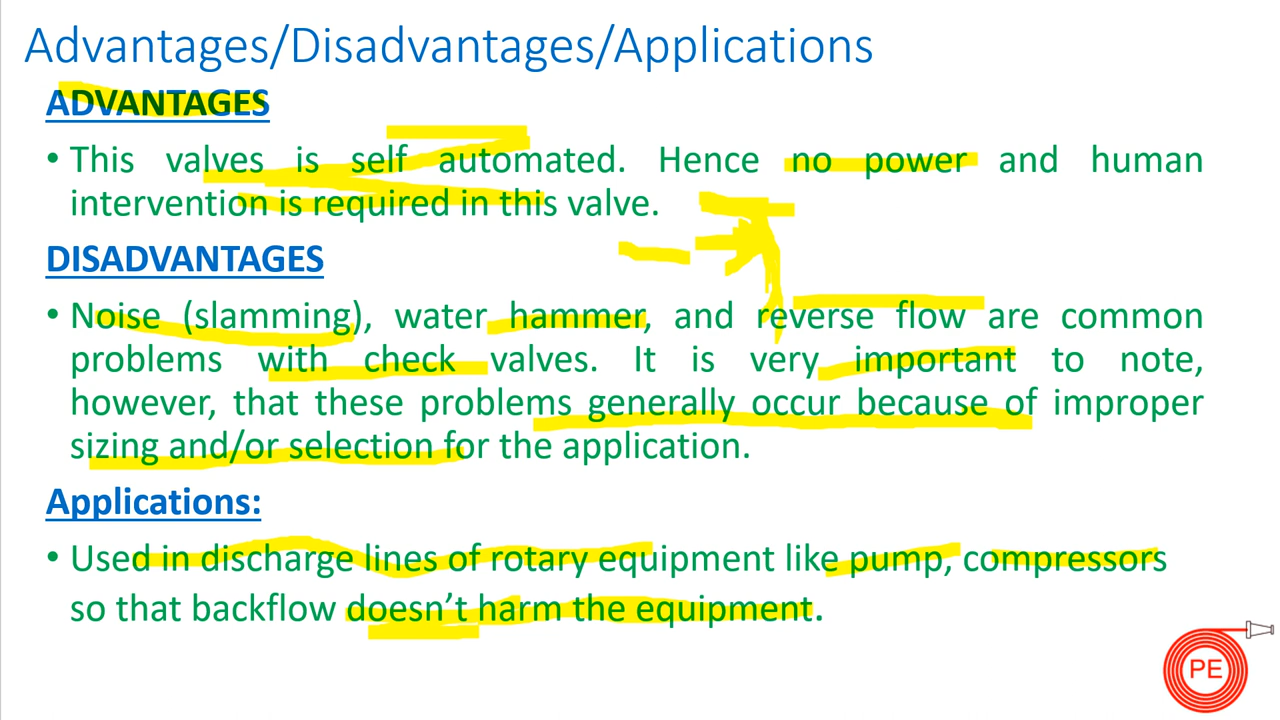 Advantages/Disadvantages/Applications
ADVANTAGES
• This valves is self automated. Hence no power and human
intervention is required in this valve.
DISADVANTAGES
• Noise (slamming), water hammer, and reverse flow are common
problems with check valves. It is very important to note,
however, that these problems generally occur because of improper
sizing and/or selection for the application.
Applications:
• Used in discharge lines of rotary equipment like pump, compressors
so that backflow doesn’t harm the equipment.
PE